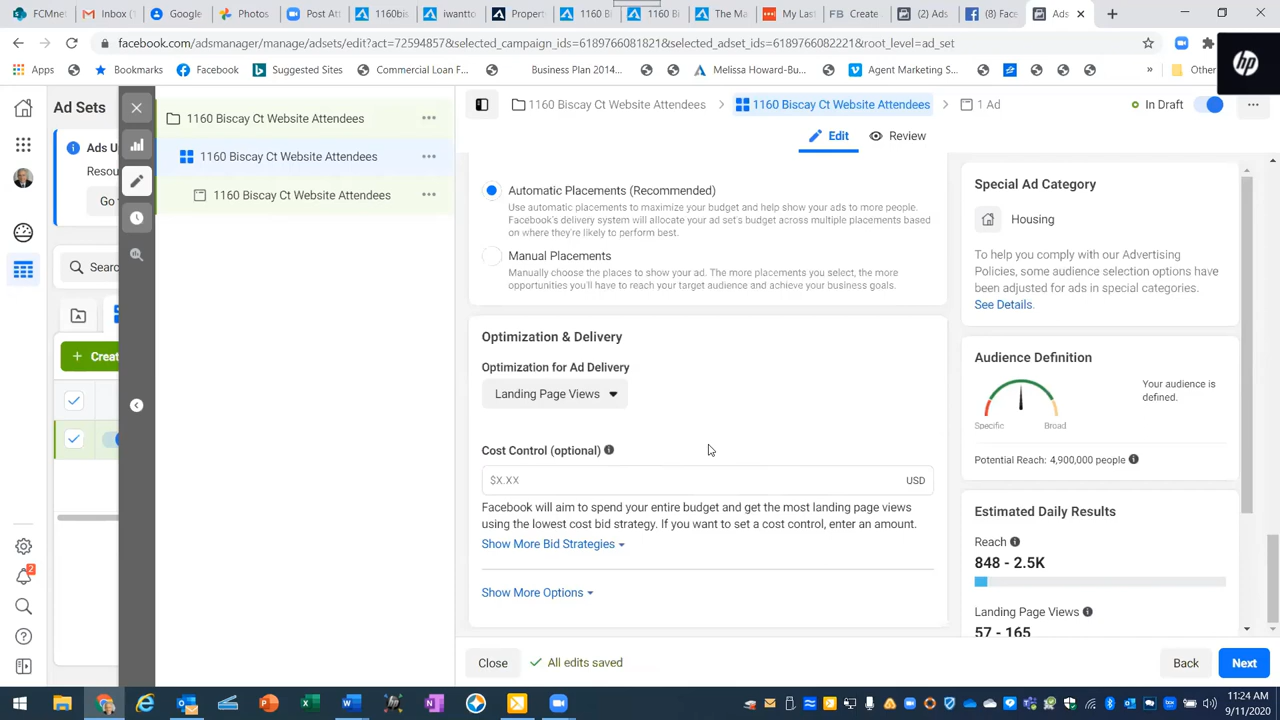 FCMnet
Inbox (
Google
Photos
Post Att
1160bis
iwantto
Propert
1160 B
1160 Bi
The Ma
My Last
Create
(2) Ads
(8) Face
Ads
facebook.com/adsmanager/manage/adsets/edit?act=72594857&selected_campaign_ids=6189766081821&selected_adset_ids=6189766082221&root_level=ad_set
Apps
Bookmarks
Facebook
Suggested Sites
Commercial Loan F...
Business Plan 2014...
Melissa Howard-Bu...
Agent Marketing S...
»
Other
hp
Ad Sets
Ads U
Resou
Go t
Searc
+ Creat
1160 Biscay Ct Website Attendees
1160 Biscay Ct Website Attendees
1160 Biscay Ct Website Attendees
1160 Biscay Ct Website Attendees
1160 Biscay Ct Website Attendees
1 Ad
In Draft
Edit
Review
Automatic Placements (Recommended)
Use automatic placements to maximize your budget and help show your ads to more people.
Facebook's delivery system will allocate your ad set's budget across multiple placements based
on where they're likely to perform best.
Manual Placements
Manually choose the places to show your ad. The more placements you select, the more
opportunities you'll have to reach your target audience and achieve your business goals.
Optimization & Delivery
Optimization for Ad Delivery
Landing Page Views
Cost Control (optional)
$X.XX
USD
Facebook will aim to spend your entire budget and get the most landing page views
using the lowest cost bid strategy. If you want to set a cost control, enter an amount.
Show More Bid Strategies
Show More Options
Close
All edits saved
Back
Next
Special Ad Category
Housing
To help you comply with our Advertising
Policies, some audience selection options have
been adjusted for ads in special categories.
See Details.
Audience Definition
Your audience is
defined.
Specific
Broad
Potential Reach: 4,900,000 people
Estimated Daily Results
Reach
848 - 2.5K
Landing Page Views
57 - 165
2
11:24 AM
9/11/2020